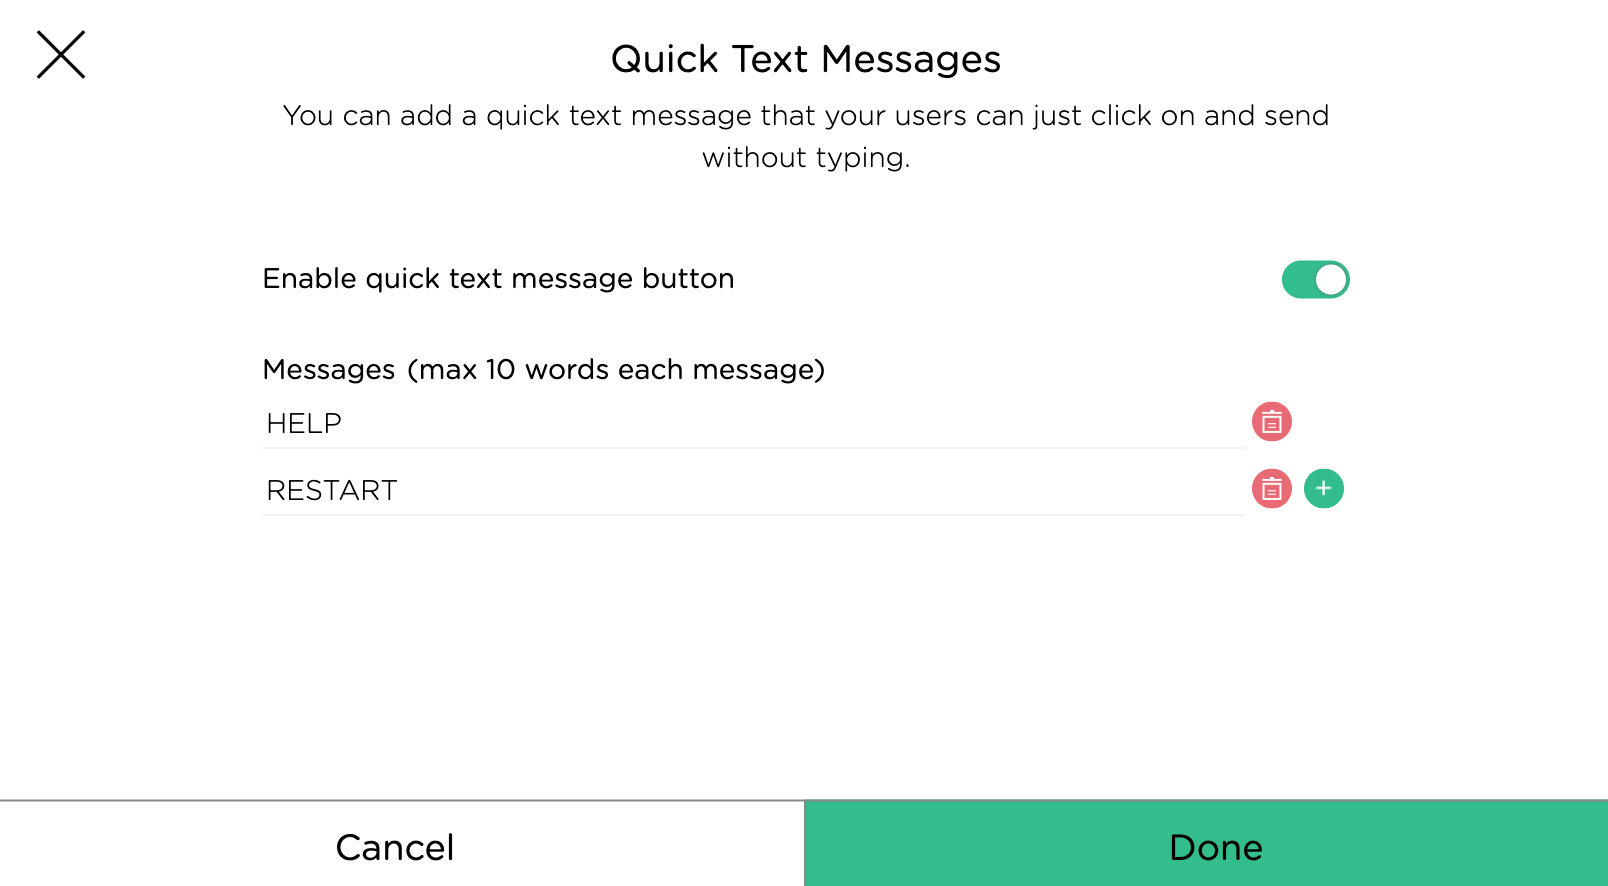 Quick Text Messages
You can add a quick text message that your users can just click on and send
without typing.
Enable quick text message button
Messages (max 10 words each message)
HELP
RESTART
Cancel
Done